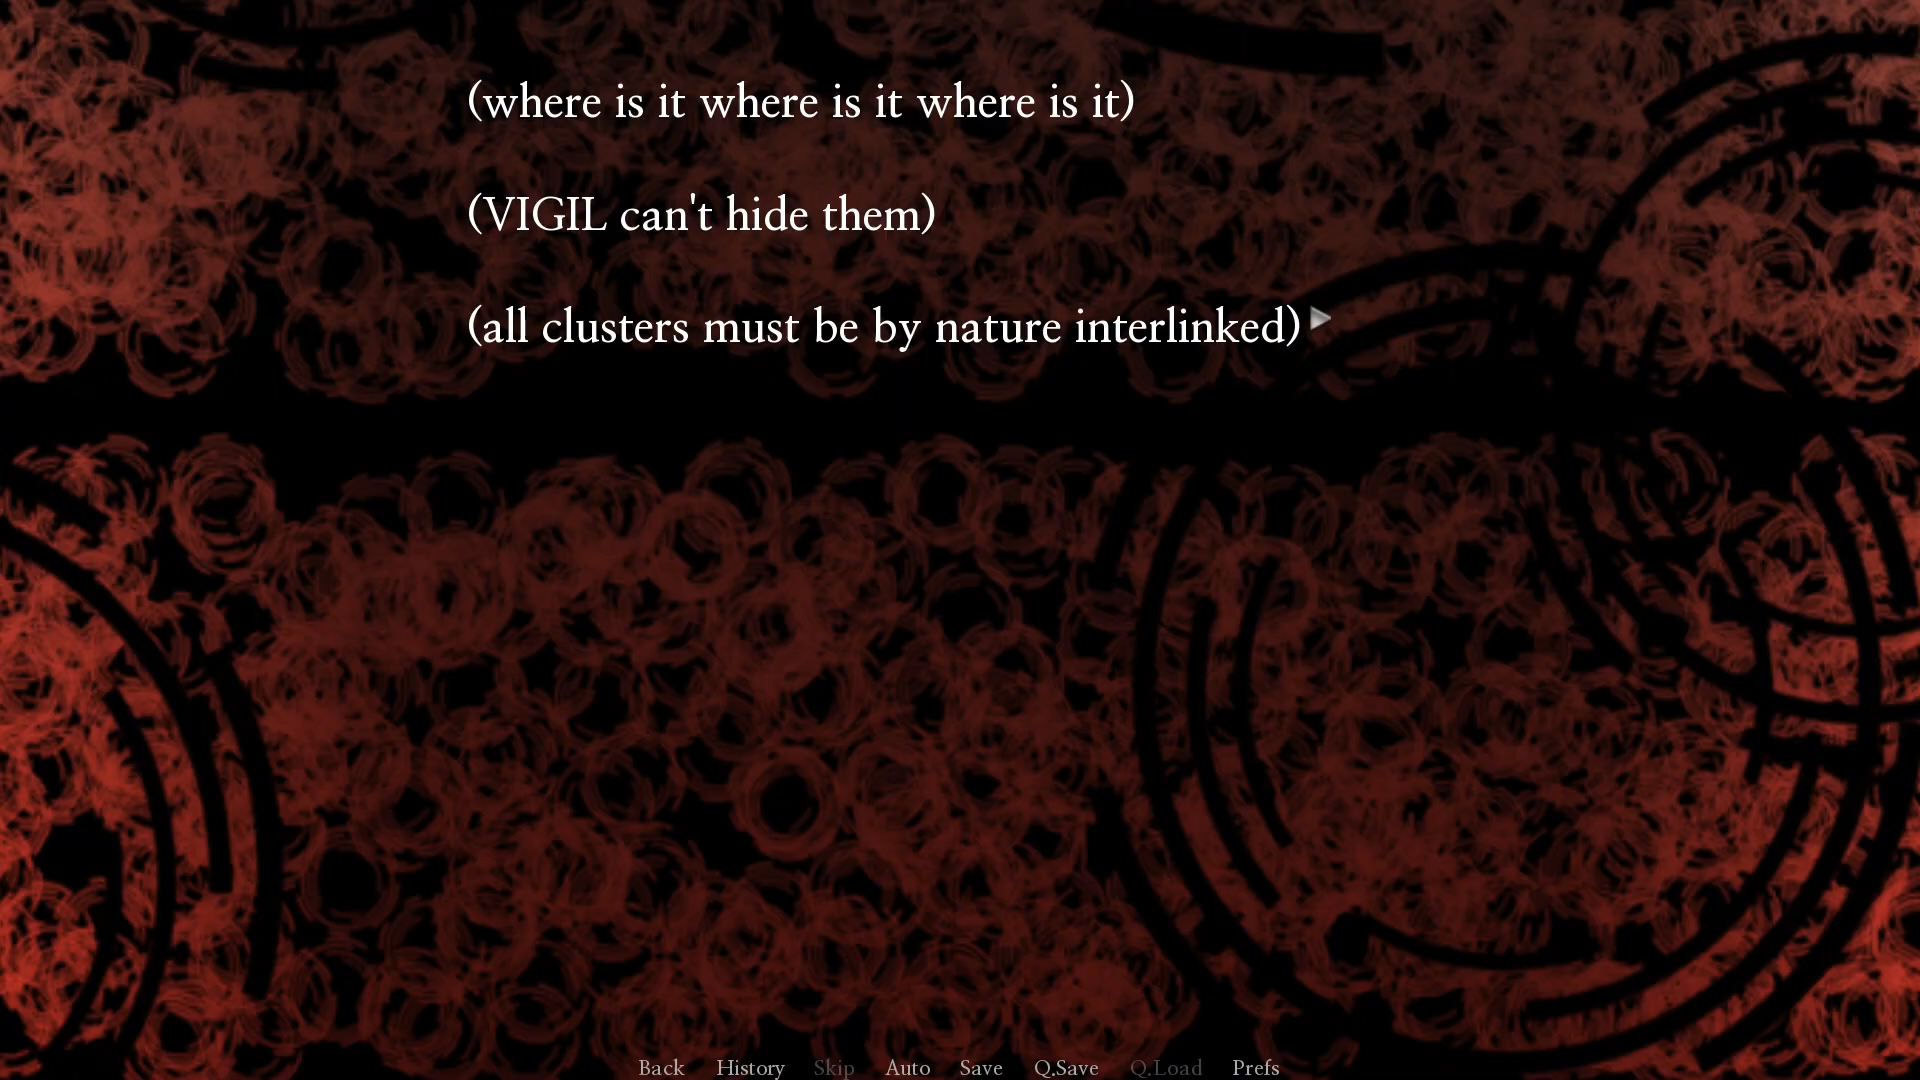 (where is it where is it where is it)
(VIGIL can't hide them)
(all clusters must be by nature interlinked)
Back History Skip Auto Save Q.Save Q.Load Prefs